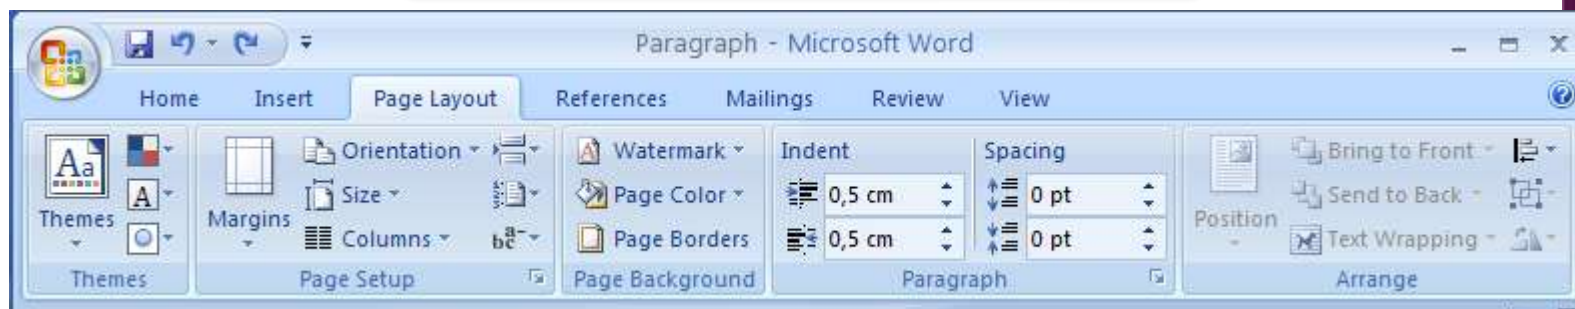 Paragraph - Microsoft Word
Home Insert Page Layout References Mailings Review View
Aa Orientation Watermark Indent Spacing Bring to Front
A Size Page Color 0,5 cm 0 pt Send to Back
Themes Margins Columns Page Borders 0,5 cm 0 pt Position Text Wrapping
Themes Page Setup Page Background Paragraph Arrange